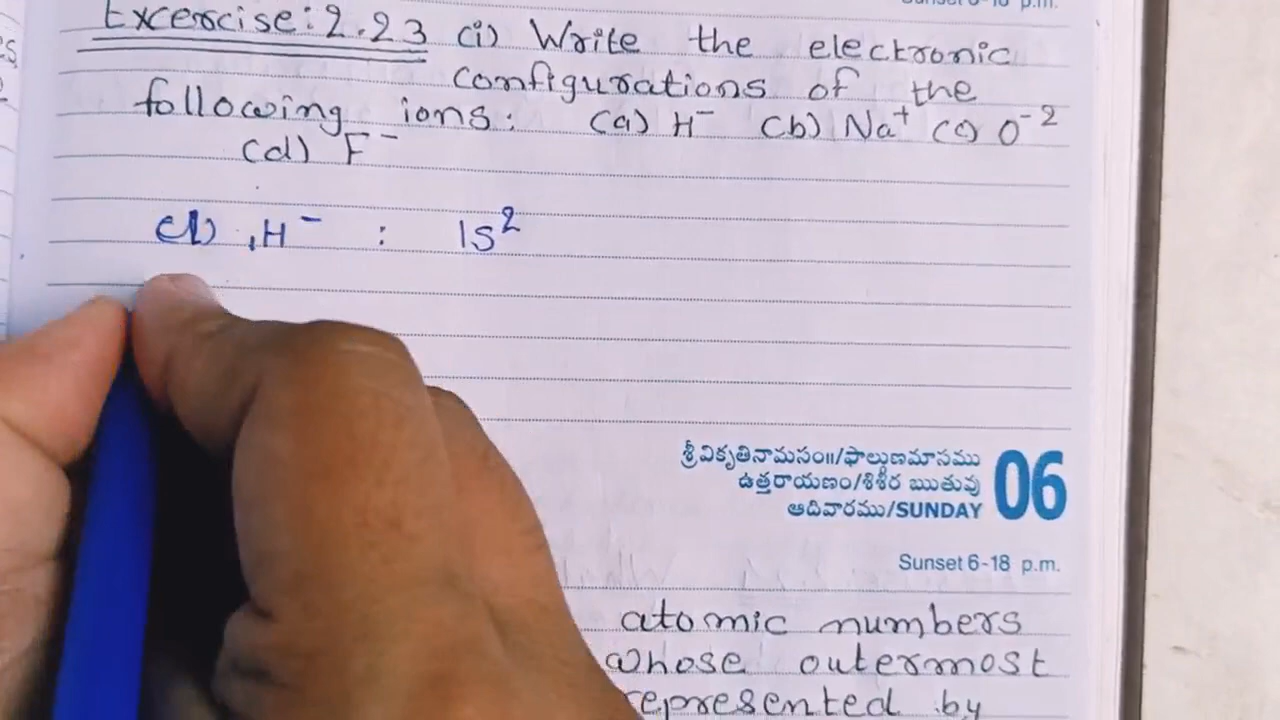 Excercise: 2.23 (i) Write the electronic
configurations of the
following ions: (a) H⁻ (b) Na⁺ (c) O⁻²
(d) F⁻
₁H⁻ : 1s²
శ్రీవికృతినామసం॥/ఫాల్గుణమాసము
ఉత్తరాయణం/శిశిర ఋతువు
ఆదివారము/SUNDAY 06
Sunset 6-18 p.m.
atomic numbers
whose outermost
represented by